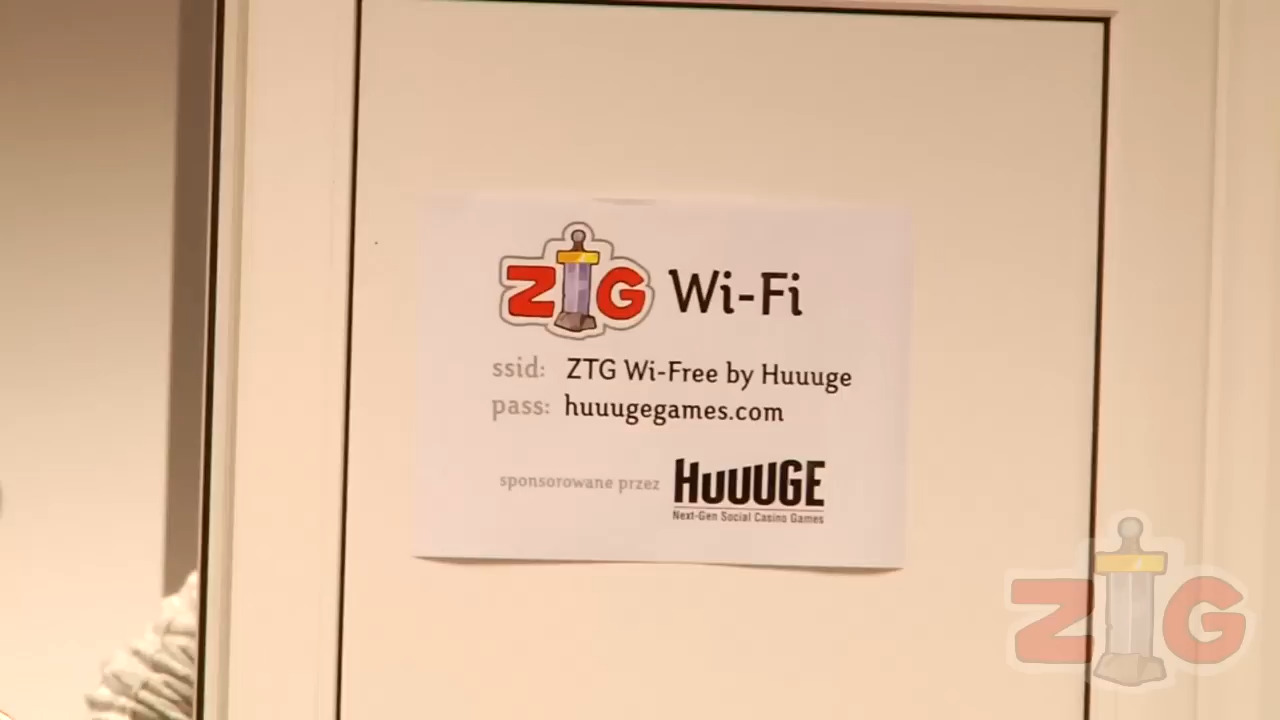 ZTG Wi-Fi
ssid: ZTG Wi-Free by Huuuge
pass: huuugegames.com
sponsorowane przez HUUUGE
Next-Gen Social Casino Games
ZTG